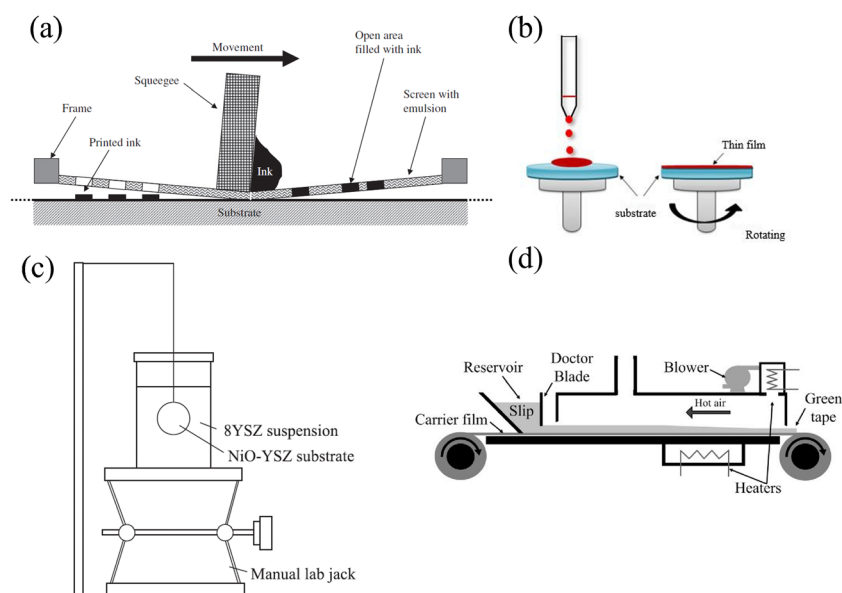 (a)
Movement
Squeegee
Open area
filled with ink
Screen with
emulsion
Frame
Printed ink
Ink
Substrate
(b)
Thin film
substrate
Rotating
(c)
8YSZ suspension
NiO-YSZ substrate
Manual lab jack
(d)
Reservoir
Doctor
Blade
Blower
Hot air
Green
tape
Slip
Carrier film
Heaters